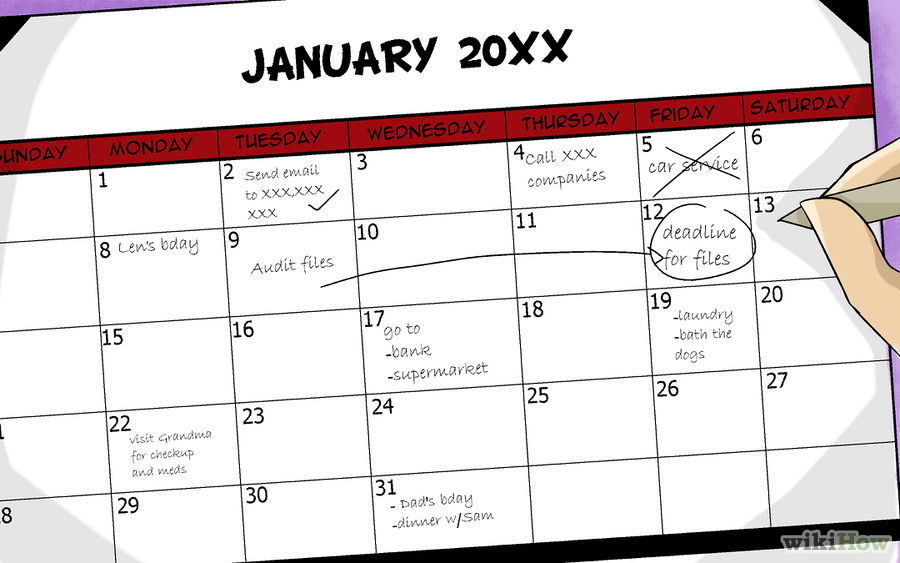 JANUARY 20XX
UNDAY MONDAY TUESDAY WEDNESDAY THURSDAY FRIDAY SATURDAY
1
2 Send email
to XXX,XXX
XXX
3
4 Call XXX
companies
5
car service
6
8 Len's bday
9
Audit files
10
11
12
deadline
for files
13
15
16
17 go to
-bank
-supermarket
18
19
-laundry
-bath the
dogs
20
22
visit Grandma
for checkup
and meds
23
24
25
26
27
8
29
30
31
- Dad's bday
-dinner w/Sam
wikiHow